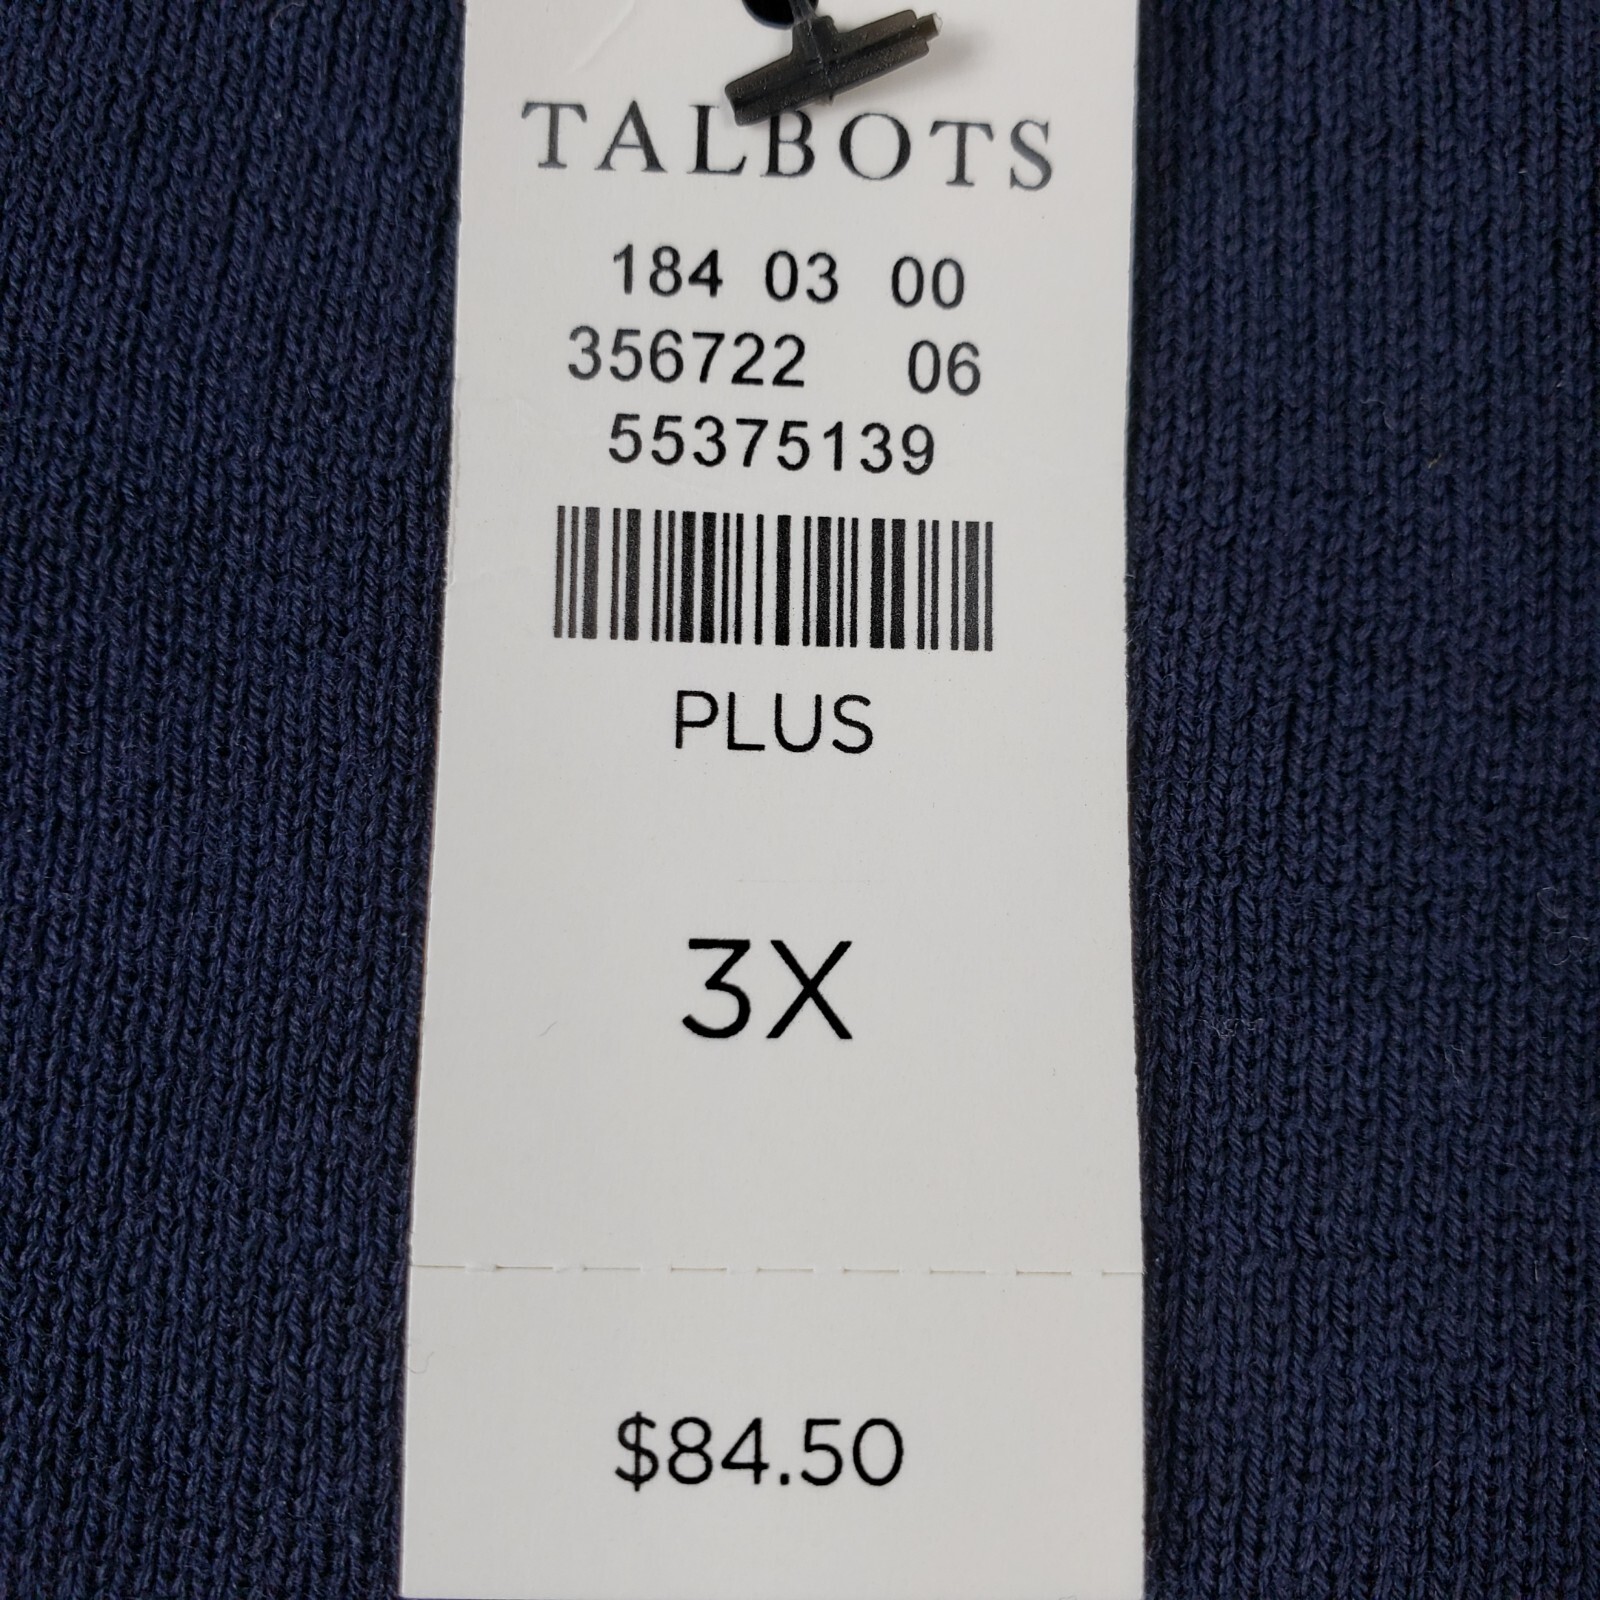 TALBOTS
184 03 00
356722 06
55375139
PLUS
3X
$84.50